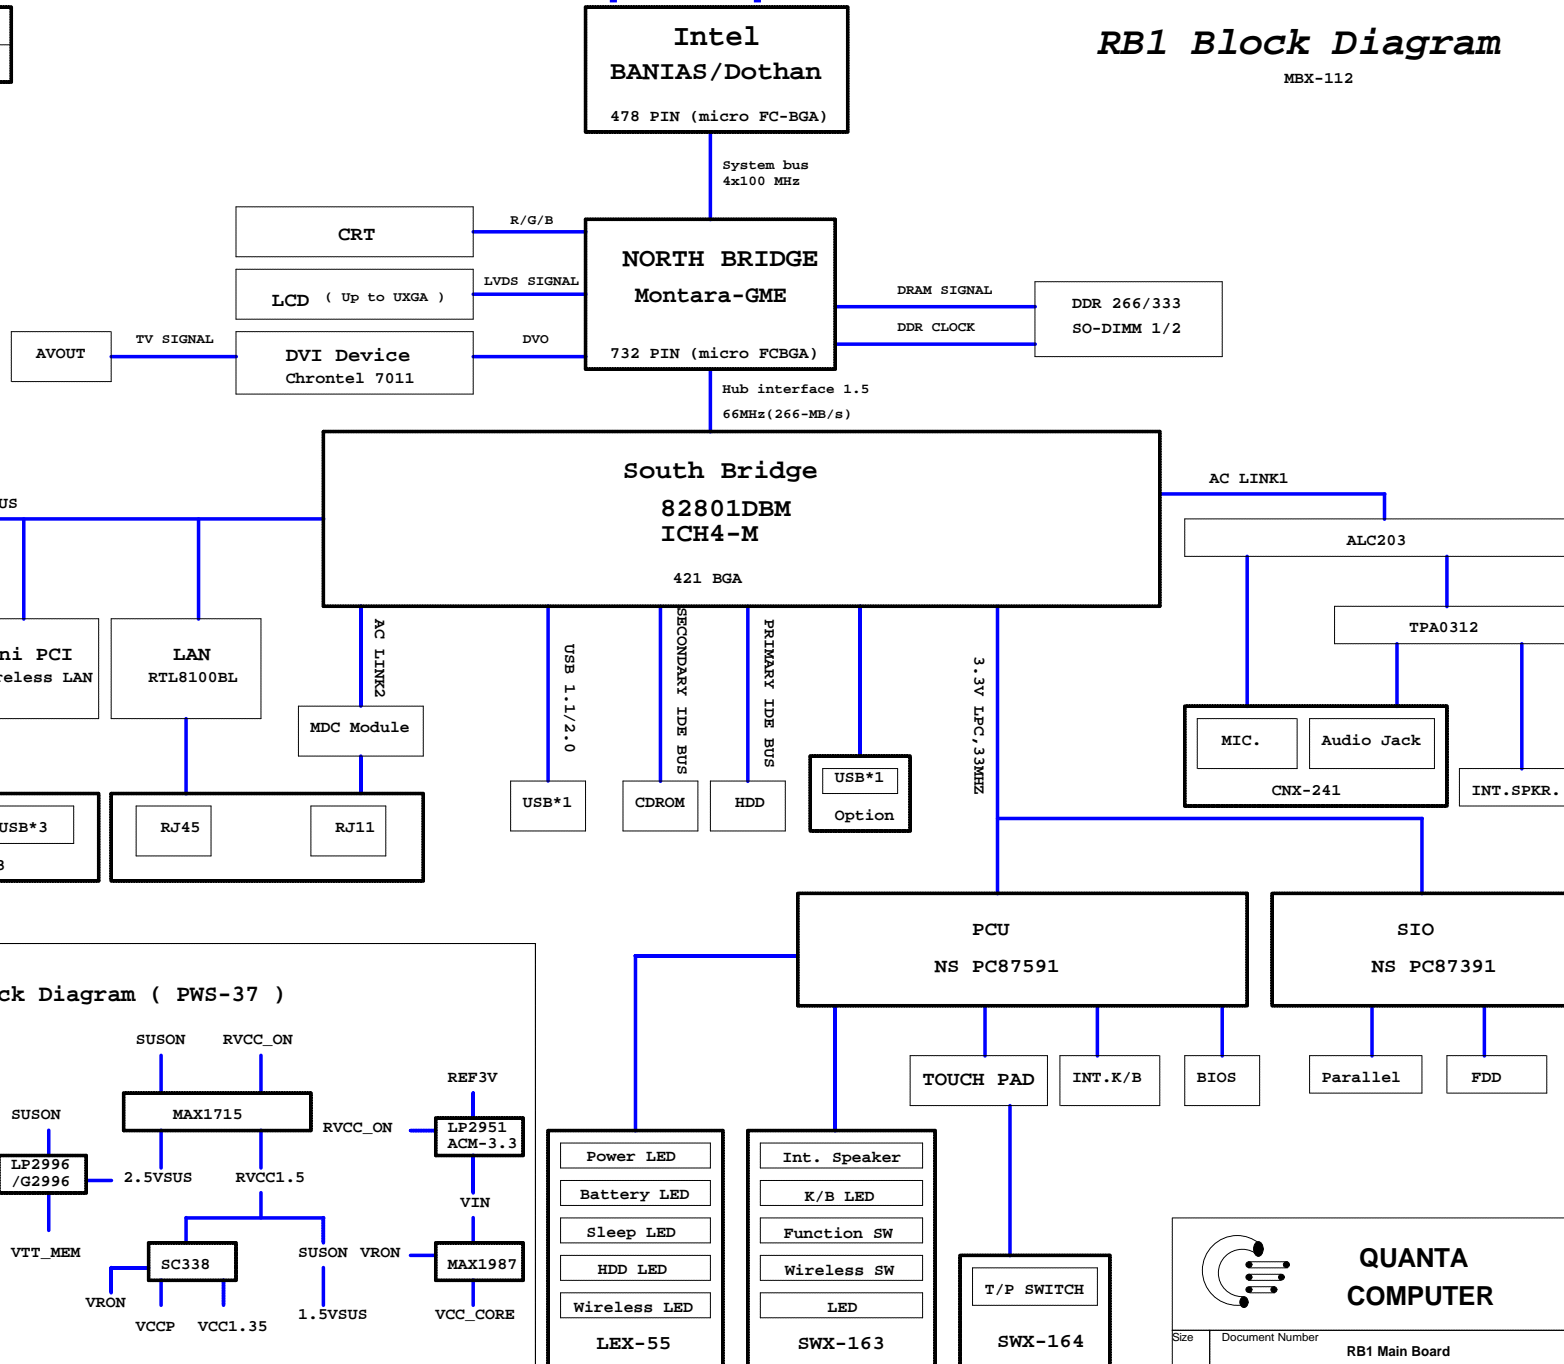 RB1 Block Diagram
MBX-112
Intel
BANIAS/Dothan
478 PIN (micro FC-BGA)
System bus
4x100 MHz
CRT
R/G/B
LCD ( Up to UXGA )
LVDS SIGNAL
AVOUT
TV SIGNAL
DVI Device
Chrontel 7011
DVO
NORTH BRIDGE
Montara-GME
732 PIN (micro FCBGA)
DRAM SIGNAL
DDR CLOCK
DDR 266/333
SO-DIMM 1/2
Hub interface 1.5
66MHz(266-MB/s)
South Bridge
82801DBM
ICH4-M
421 BGA
US
AC LINK1
ALC203
TPA0312
MIC.
Audio Jack
CNX-241
INT.SPKR.
ni PCI
reless LAN
LAN
RTL8100BL
AC LINK2
MDC Module
USB*3
RJ45
RJ11
USB 1.1/2.0
USB*1
SECONDARY IDE BUS
CDROM
PRIMARY IDE BUS
HDD
USB*1
Option
3.3V LPC,33MHZ
PCU
NS PC87591
SIO
NS PC87391
TOUCH PAD
INT.K/B
BIOS
Parallel
FDD
ck Diagram ( PWS-37 )
SUSON
RVCC_ON
MAX1715
SUSON
LP2996
/G2996
2.5VSUS
RVCC1.5
VTT_MEM
SC338
SUSON
VRON
VCCP
VCC1.35
1.5VSUS
REF3V
RVCC_ON
LP2951
ACM-3.3
VIN
VRON
MAX1987
VCC_CORE
Power LED
Battery LED
Sleep LED
HDD LED
Wireless LED
LEX-55
Int. Speaker
K/B LED
Function SW
Wireless SW
LED
SWX-163
T/P SWITCH
SWX-164
QUANTA
COMPUTER
Size
Document Number
RB1 Main Board